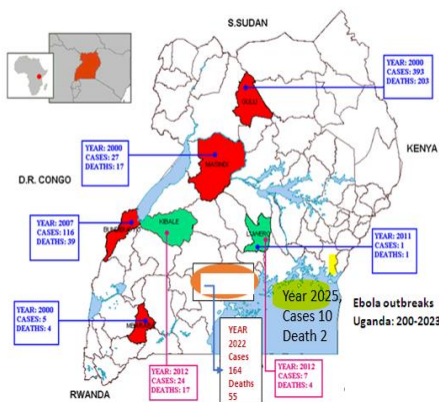 S.SUDAN
YEAR: 2000
CASES: 393
DEATHS: 203
GULU
KENYA
YEAR: 2000
CASES: 27
DEATHS: 17
MASINDI
D.R. CONGO
YEAR: 2007
CASES: 116
DEATHS: 39
KIBALE
LUWERO
YEAR: 2011
CASES: 1
DEATHS: 1
YEAR: 2000
CASES: 5
DEATHS: 4
Year 2025,
Cases 10
Death 2
Ebola outbreaks
Uganda: 200-2023
YEAR
2022
Cases
164
Deaths
55
YEAR: 2012
CASES: 24
DEATHS: 17
YEAR: 2012
CASES: 7
DEATHS: 4
RWANDA